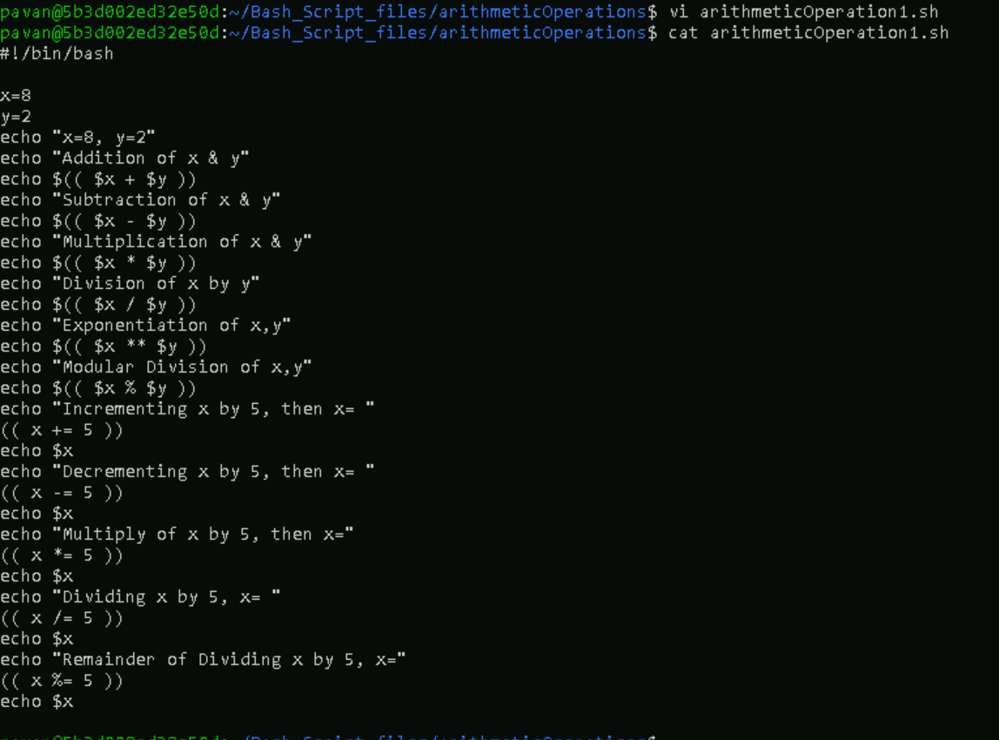 pavan@5b3d002ed32e50d:~/Bash_Script_files/arithmeticOperations$ vi arithmeticOperation1.sh
pavan@5b3d002ed32e50d:~/Bash_Script_files/arithmeticOperations$ cat arithmeticOperation1.sh
#!/bin/bash

x=8
y=2
echo "x=8, y=2"
echo "Addition of x & y"
echo $(( $x + $y ))
echo "Subtraction of x & y"
echo $(( $x - $y ))
echo "Multiplication of x & y"
echo $(( $x * $y ))
echo "Division of x by y"
echo $(( $x / $y ))
echo "Exponentiation of x,y"
echo $(( $x ** $y ))
echo "Modular Division of x,y"
echo $(( $x % $y ))
echo "Incrementing x by 5, then x= "
(( x += 5 ))
echo $x
echo "Decrementing x by 5, then x= "
(( x -= 5 ))
echo $x
echo "Multiply of x by 5, then x="
(( x *= 5 ))
echo $x
echo "Dividing x by 5, x= "
(( x /= 5 ))
echo $x
echo "Remainder of Dividing x by 5, x="
(( x %= 5 ))
echo $x